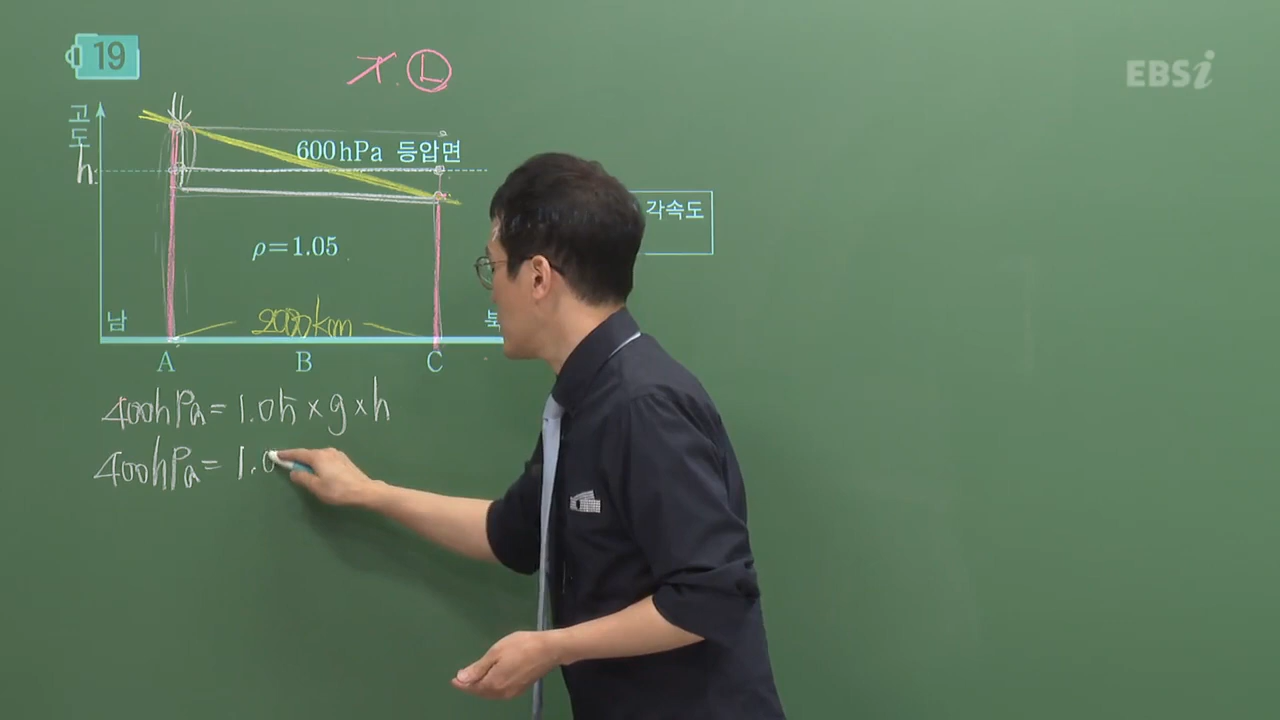 19
ㄱ. ㄴ
EBSi
고도
h
600hPa 등압면
각속도
ρ=1.05
남
2000km
북
A B C
400hPa= 1.05×g×h
400hPa= 1.0